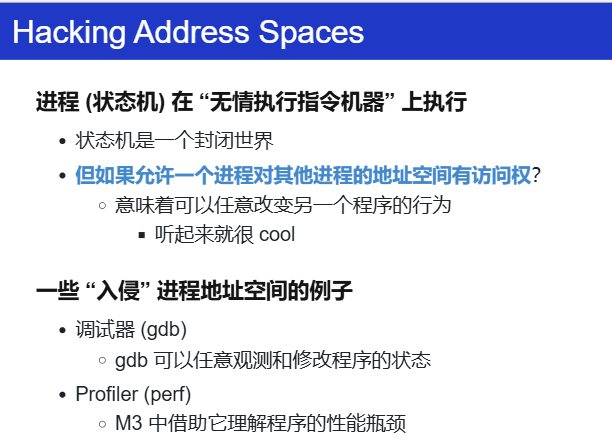 Hacking Address Spaces
进程 (状态机) 在 “无情执行指令机器” 上执行
状态机是一个封闭世界
但如果允许一个进程对其他进程的地址空间有访问权?
意味着可以任意改变另一个程序的行为
听起来就很 cool
一些 “入侵” 进程地址空间的例子
调试器 (gdb)
gdb 可以任意观测和修改程序的状态
Profiler (perf)
M3 中借助它理解程序的性能瓶颈